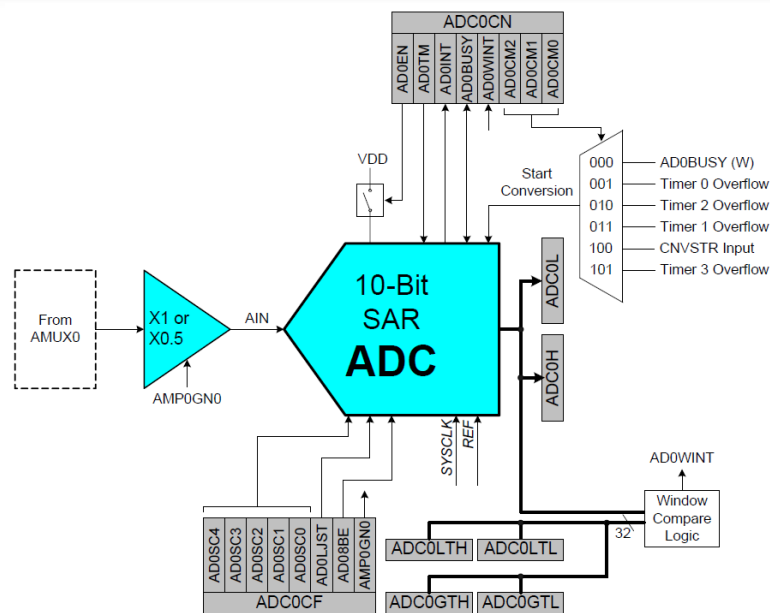 ADC0CN
AD0EN
AD0TM
AD0INT
AD0BUSY
AD0WINT
AD0CM2
AD0CM1
AD0CM0
VDD
Start
Conversion
000
AD0BUSY (W)
001
Timer 0 Overflow
010
Timer 2 Overflow
011
Timer 1 Overflow
100
CNVSTR Input
101
Timer 3 Overflow
From
AMUX0
X1 or
X0.5
AMP0GN0
AIN
10-Bit
SAR
ADC
ADC0L
ADC0H
SYSCLK
REF
AD0WINT
Window
Compare
Logic
32
AD0SC4
AD0SC3
AD0SC2
AD0SC1
AD0SC0
AD0LJST
AD08BE
AMP0GN0
ADC0CF
ADC0LTH
ADC0LTL
ADC0GTH
ADC0GTL